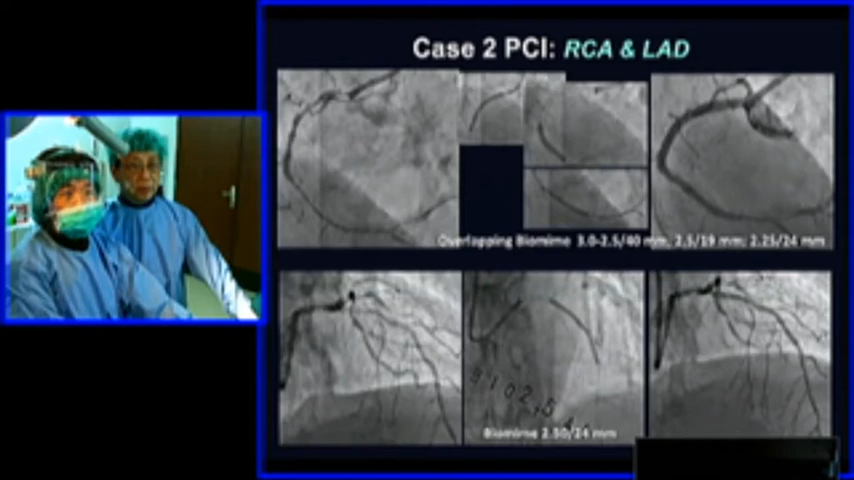 Case 2 PCI: RCA & LAD
Overlapping Biomime 3.0-2.5/40 mm, 2.5/19 mm; 2.25/24 mm
Biomime 2.50/24 mm